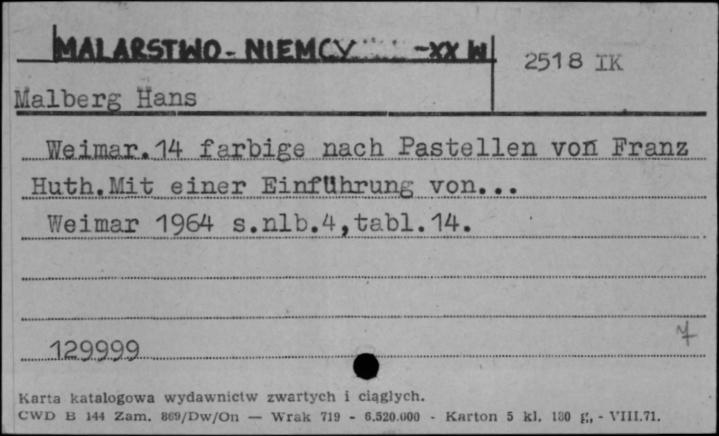 MALARSTWO - NIEMCY -XX W
2518 IK
Malberg Hans
Weimar.14 farbige nach Pastellen von Franz
Huth.Mit einer Einführung von...
Weimar 1964 s.nlb.4,tabl.14.
129999
Karta katalogowa wydawnictw zwartych i ciągłych.
CWD B 144 Zam. 869/Dw/On — Wrak 719 - 6.520.000 - Karton 5 kl. 180 g, - VIII.71.